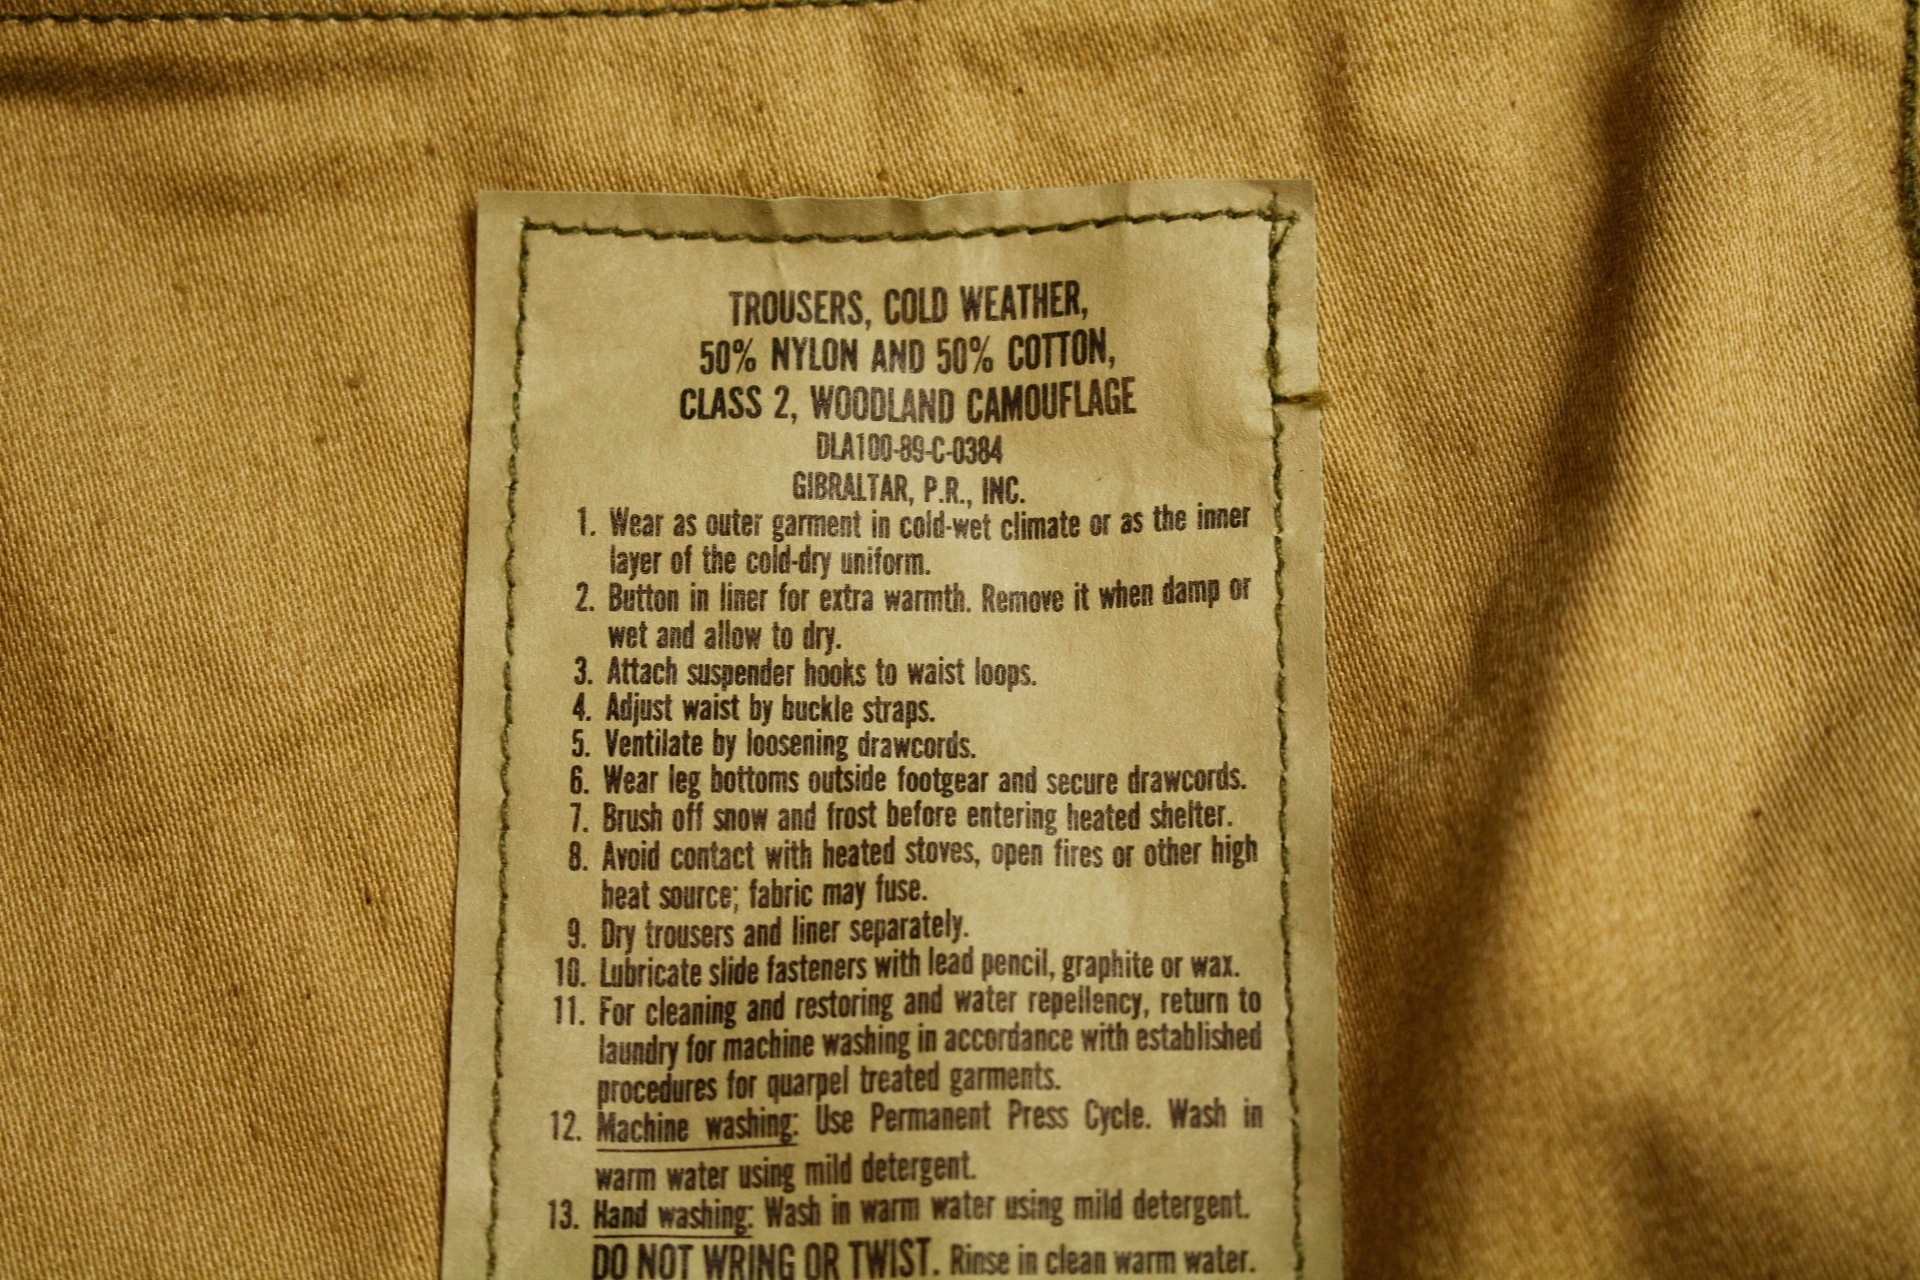 TROUSERS, COLD WEATHER,
50% NYLON AND 50% COTTON,
CLASS 2, WOODLAND CAMOUFLAGE
DLA100-89-C-0384
GIBRALTAR, P.R., INC.
1. Wear as outer garment in cold-wet climate or as the inner
layer of the cold-dry uniform.
2. Button in liner for extra warmth. Remove it when damp or
wet and allow to dry.
3. Attach suspender hooks to waist loops.
4. Adjust waist by buckle straps.
5. Ventilate by loosening drawcords.
6. Wear leg bottoms outside footgear and secure drawcords.
7. Brush off snow and frost before entering heated shelter.
8. Avoid contact with heated stoves, open fires or other high
heat source; fabric may fuse.
9. Dry trousers and liner separately.
10. Lubricate slide fasteners with lead pencil, graphite or wax.
11. For cleaning and restoring and water repellency, return to
laundry for machine washing in accordance with established
procedures for quarpel treated garments.
12. Machine washing: Use Permanent Press Cycle. Wash in
warm water using mild detergent.
13. Hand washing: Wash in warm water using mild detergent.
DO NOT WRING OR TWIST. Rinse in clean warm water.